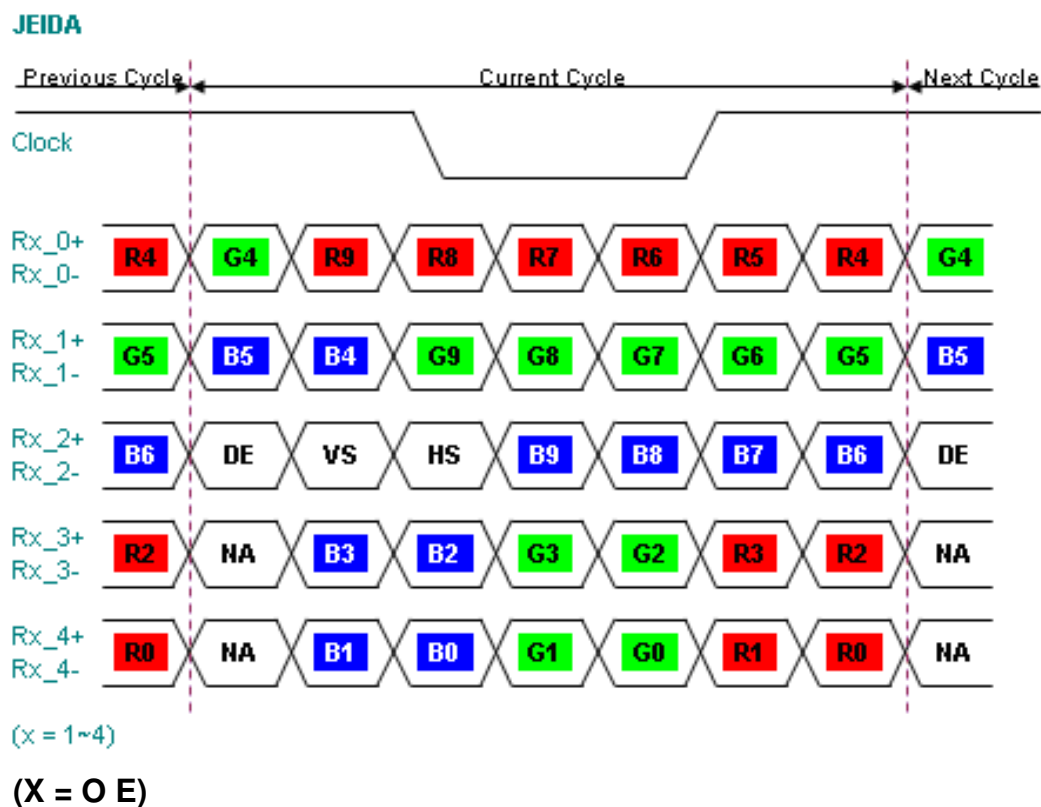 JEIDA
Previous Cycle Current Cycle Next Cycle
Clock
Rx_0+
Rx_0-
R4 G4 R9 R8 R7 R6 R5 R4 G4
Rx_1+
Rx_1-
G5 B5 B4 G9 G8 G7 G6 G5 B5
Rx_2+
Rx_2-
B6 DE VS HS B9 B8 B7 B6 DE
Rx_3+
Rx_3-
R2 NA B3 B2 G3 G2 R3 R2 NA
Rx_4+
Rx_4-
R0 NA B1 B0 G1 G0 R1 R0 NA
(x = 1~4)
(X = O E)